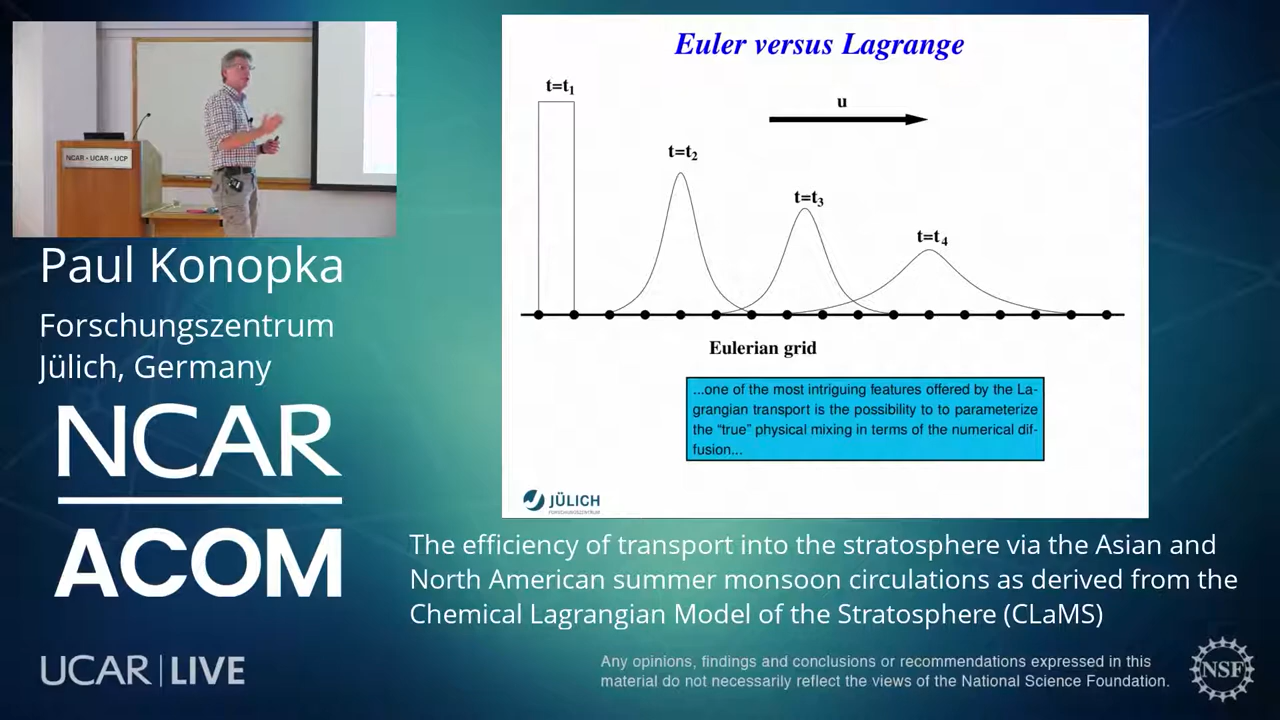 NCAR • UCAR • UCP
Paul Konopka
Forschungszentrum
Jülich, Germany
NCAR
ACOM
UCAR | LIVE
Euler versus Lagrange
t=t1
u
t=t2
t=t3
t=t4
Eulerian grid
...one of the most intriguing features offered by the La-
grangian transport is the possibility to to parameterize
the “true” physical mixing in terms of the numerical dif-
fusion...
JÜLICH
FORSCHUNGSZENTRUM
The efficiency of transport into the stratosphere via the Asian and
North American summer monsoon circulations as derived from the
Chemical Lagrangian Model of the Stratosphere (CLaMS)
Any opinions, findings and conclusions or recommendations expressed in this
material do not necessarily reflect the views of the National Science Foundation.
NSF